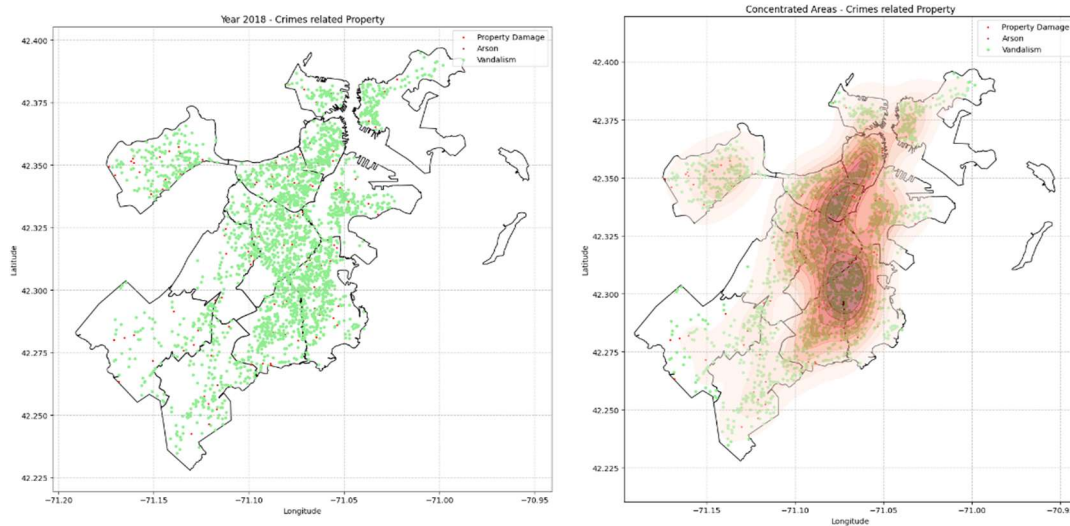 Year 2018 - Crimes related Property
Property Damage
Arson
Vandalism
42.400
42.375
42.350
42.325
42.300
42.275
42.250
42.225
Latitude
−71.20
−71.15
−71.10
−71.05
−71.00
−70.95
Longitude
Concentrated Areas - Crimes related Property
Property Damage
Arson
Vandalism
42.400
42.375
42.350
42.325
42.300
42.275
42.250
42.225
Latitude
−71.15
−71.10
−71.05
−71.00
Longitude